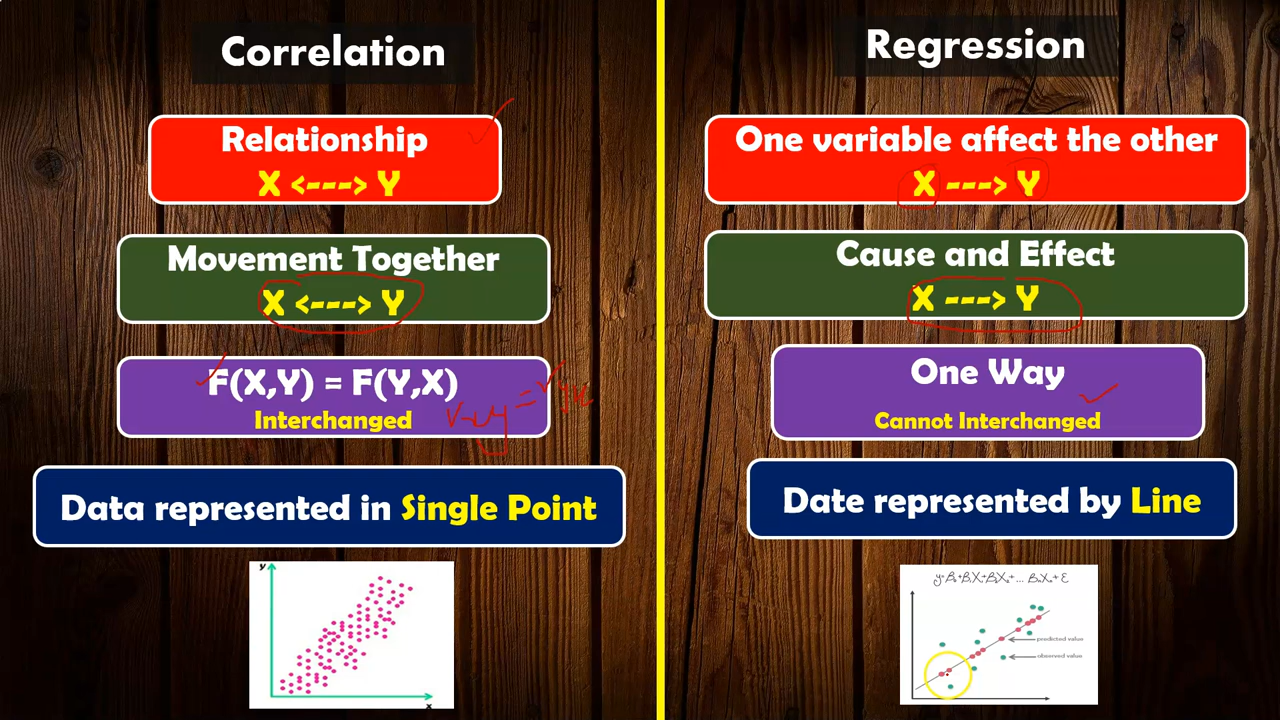 Correlation
Relationship
X <---> Y
Movement Together
X <---> Y
F(X,Y) = F(Y,X)
Interchanged
Data represented in Single Point
y
x
Regression
One variable affect the other
X ---> Y
Cause and Effect
X ---> Y
One Way
Cannot Interchanged
Date represented by Line
predicted value
observed value